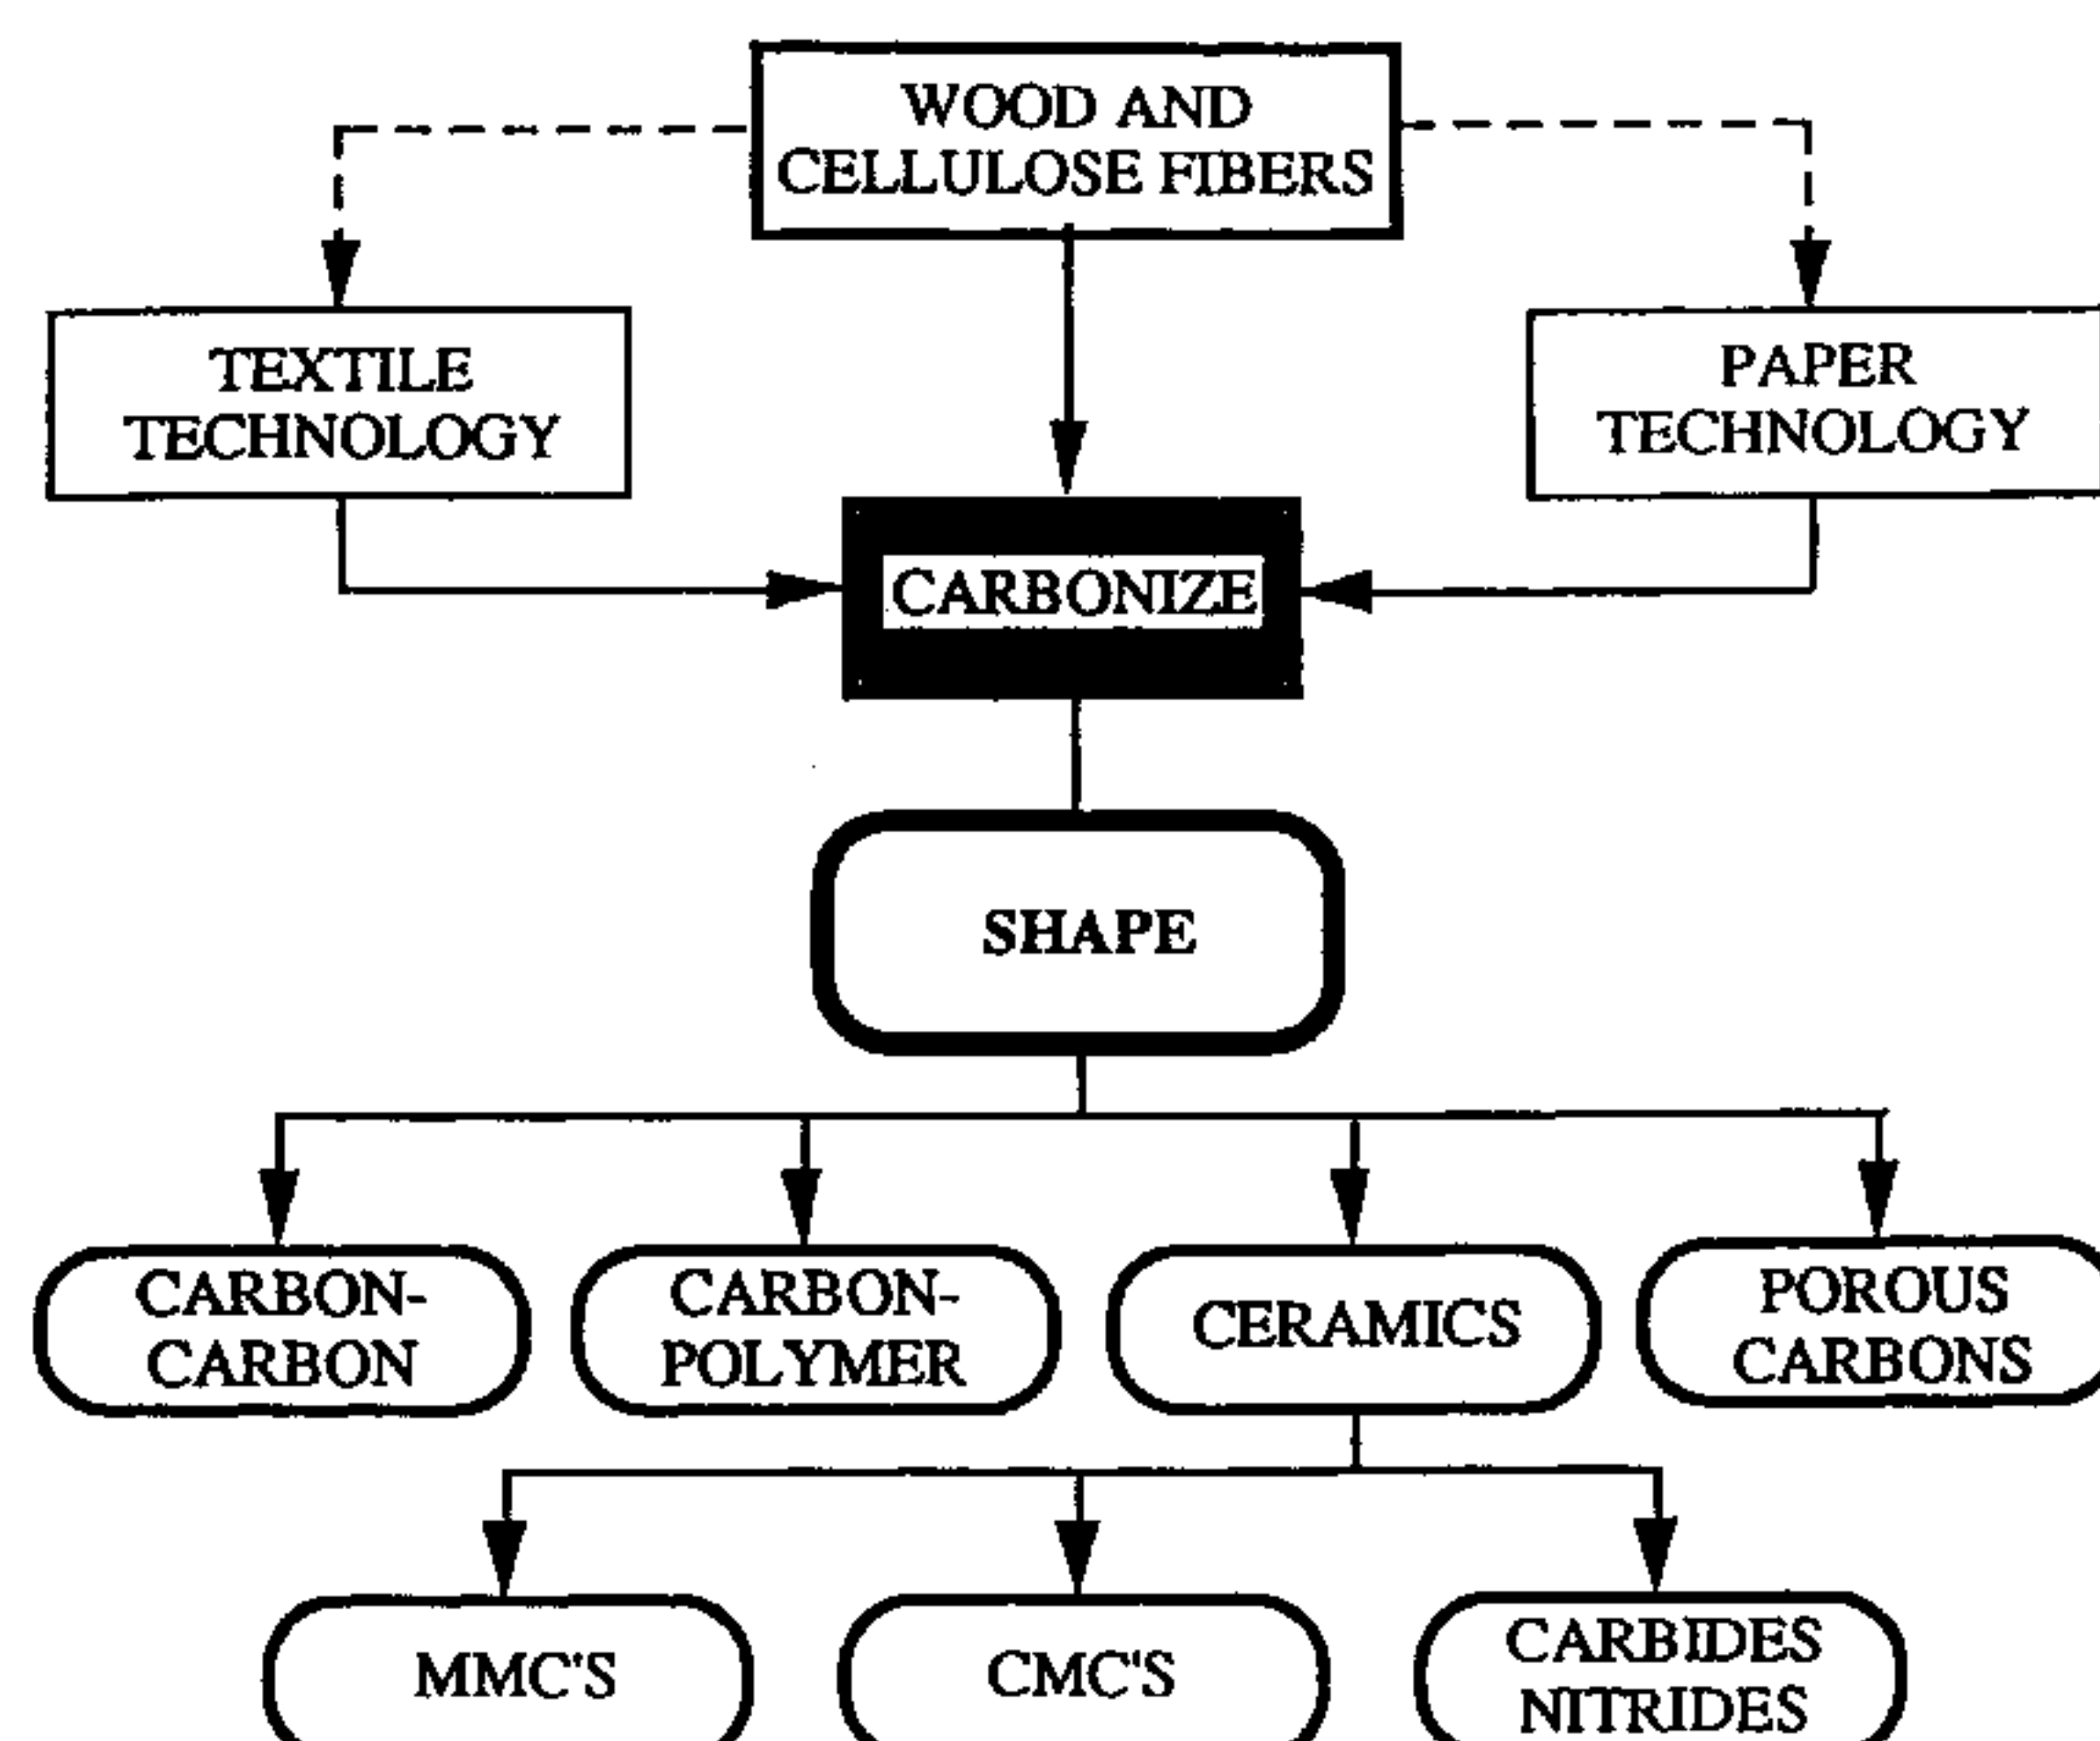 WOOD AND
CELLULOSE FIBERS
TEXTILE
TECHNOLOGY
PAPER
TECHNOLOGY
CARBONIZE
SHAPE
CARBON-
CARBON
CARBON-
POLYMER
CERAMICS
POROUS
CARBONS
MMC'S
CMC'S
CARBIDES
NITRIDES